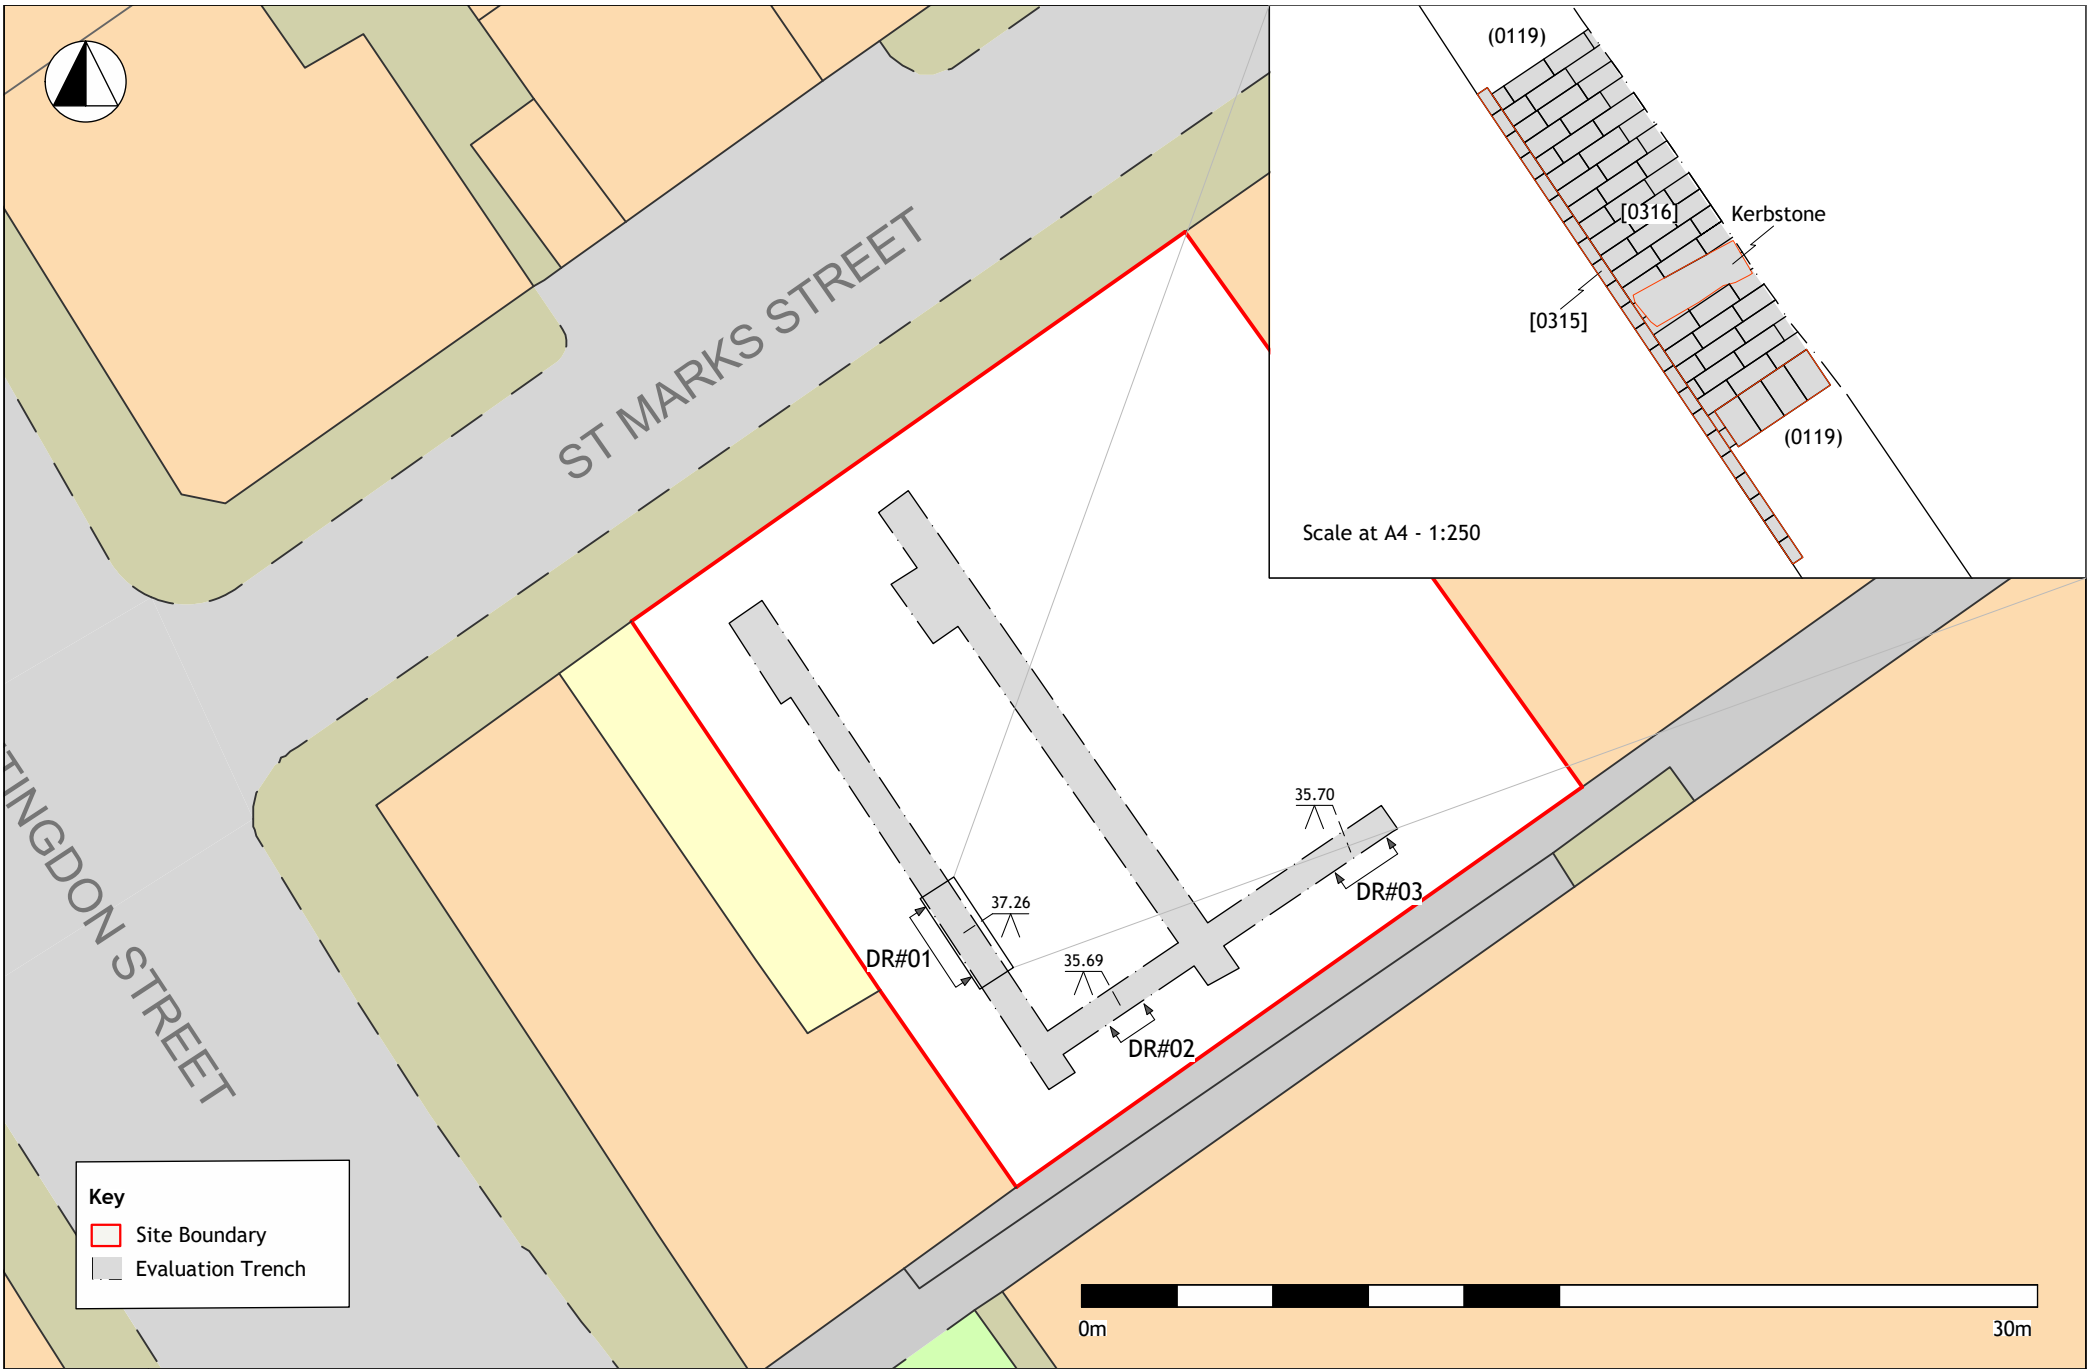 (0119)
[0316]
Kerbstone
[0315]
(0119)
Scale at A4 - 1:250
ST MARKS STREET
TINGDON STREET
35.70
DR#03
37.26
DR#01
35.69
DR#02
Key
Site Boundary
Evaluation Trench
0m
30m